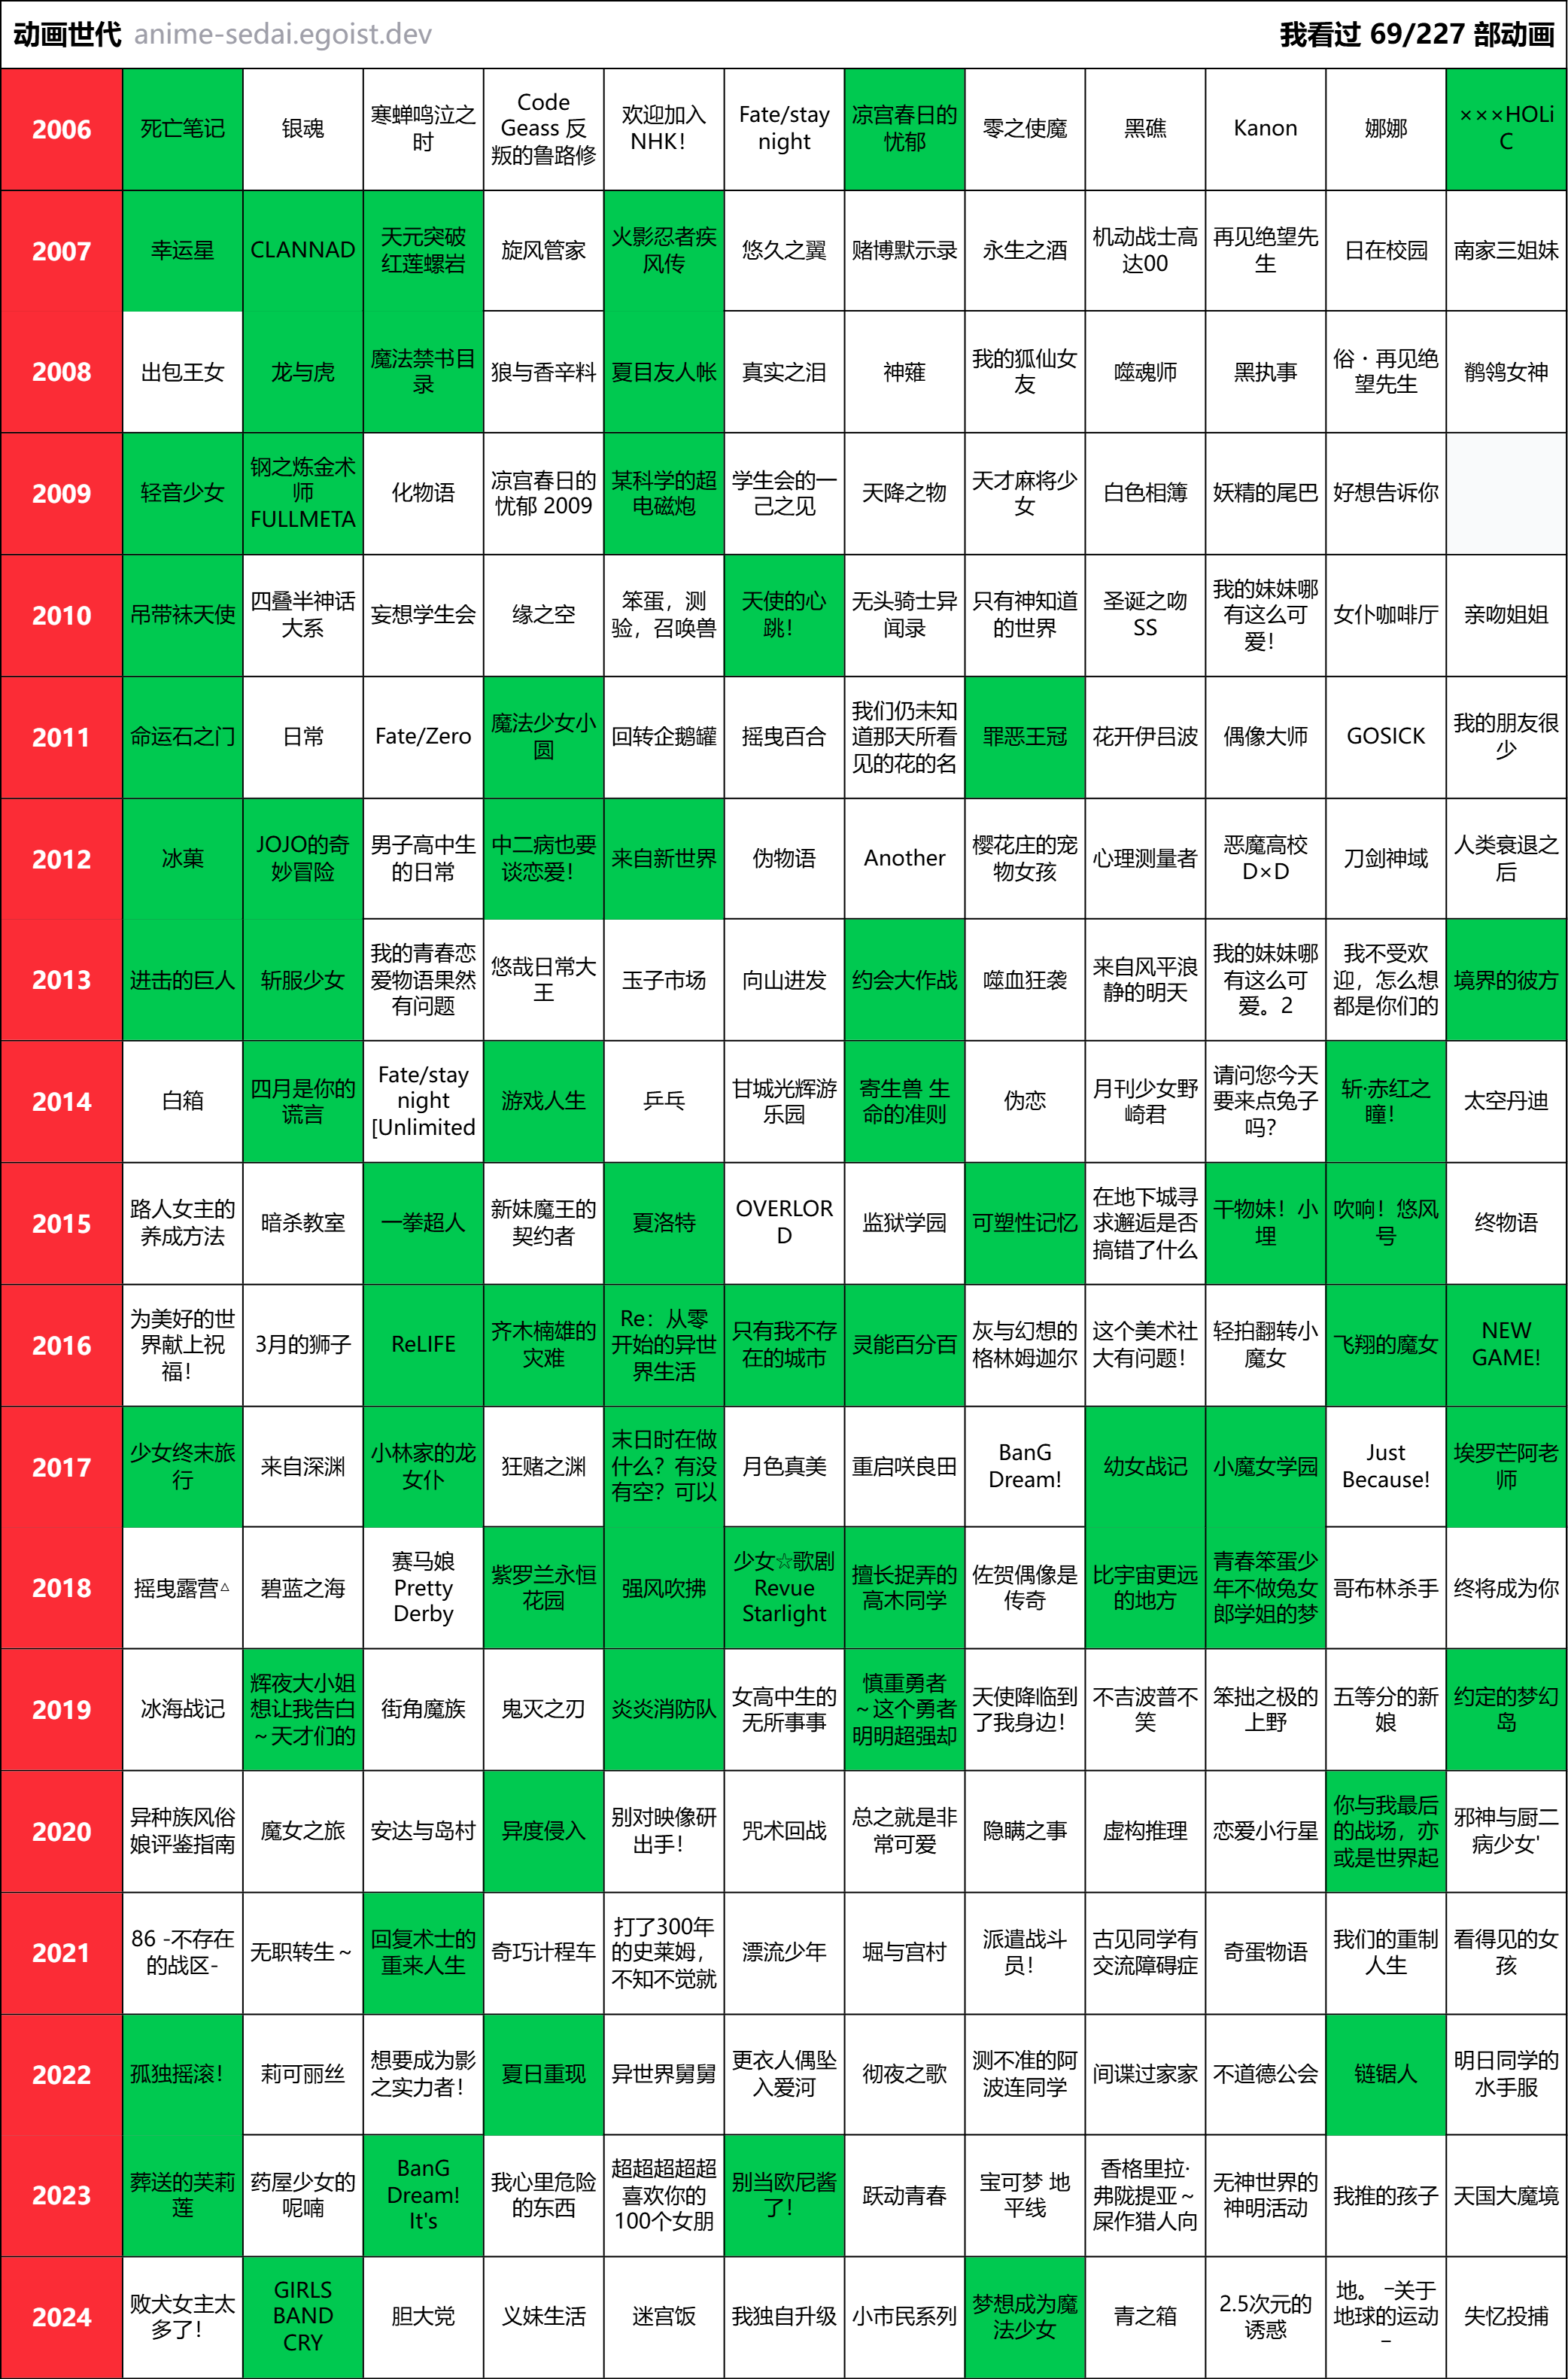 动画世代 anime-sedai.egoist.dev
我看过 69/227 部动画
2006
死亡笔记
银魂
寒蝉鸣泣之
时
Code
Geass 反
叛的鲁路修
欢迎加入
NHK！
Fate/stay
night
凉宫春日的
忧郁
零之使魔
黑礁
Kanon
娜娜
×××HOLi
C
2007
幸运星
CLANNAD
天元突破
红莲螺岩
旋风管家
火影忍者疾
风传
悠久之翼
赌博默示录
永生之酒
机动战士高
达00
再见绝望先
生
日在校园
南家三姐妹
2008
出包王女
龙与虎
魔法禁书目
录
狼与香辛料
夏目友人帐
真实之泪
神薙
我的狐仙女
友
噬魂师
黑执事
俗・再见绝
望先生
鹡鸰女神
2009
轻音少女
钢之炼金术
师
FULLMETA
化物语
凉宫春日的
忧郁 2009
某科学的超
电磁炮
学生会的一
己之见
天降之物
天才麻将少
女
白色相簿
妖精的尾巴
好想告诉你
2010
吊带袜天使
四叠半神话
大系
妄想学生会
缘之空
笨蛋，测
验，召唤兽
天使的心
跳！
无头骑士异
闻录
只有神知道
的世界
圣诞之吻
SS
我的妹妹哪
有这么可
爱！
女仆咖啡厅
亲吻姐姐
2011
命运石之门
日常
Fate/Zero
魔法少女小
圆
回转企鹅罐
摇曳百合
我们仍未知
道那天所看
见的花的名
罪恶王冠
花开伊吕波
偶像大师
GOSICK
我的朋友很
少
2012
冰菓
JOJO的奇
妙冒险
男子高中生
的日常
中二病也要
谈恋爱！
来自新世界
伪物语
Another
樱花庄的宠
物女孩
心理测量者
恶魔高校
D×D
刀剑神域
人类衰退之
后
2013
进击的巨人
斩服少女
我的青春恋
爱物语果然
有问题
悠哉日常大
王
玉子市场
向山进发
约会大作战
噬血狂袭
来自风平浪
静的明天
我的妹妹哪
有这么可
爱。2
我不受欢
迎，怎么想
都是你们的
境界的彼方
2014
白箱
四月是你的
谎言
Fate/stay
night
[Unlimited
游戏人生
乒乓
甘城光辉游
乐园
寄生兽 生
命的准则
伪恋
月刊少女野
崎君
请问您今天
要来点兔子
吗？
斩·赤红之
瞳！
太空丹迪
2015
路人女主的
养成方法
暗杀教室
一拳超人
新妹魔王的
契约者
夏洛特
OVERLOR
D
监狱学园
可塑性记忆
在地下城寻
求邂逅是否
搞错了什么
干物妹！小
埋
吹响！悠风
号
终物语
2016
为美好的世
界献上祝
福！
3月的狮子
ReLIFE
齐木楠雄的
灾难
Re：从零
开始的异世
界生活
只有我不存
在的城市
灵能百分百
灰与幻想的
格林姆迦尔
这个美术社
大有问题！
轻拍翻转小
魔女
飞翔的魔女
NEW
GAME!
2017
少女终末旅
行
来自深渊
小林家的龙
女仆
狂赌之渊
末日时在做
什么？有没
有空？可以
月色真美
重启咲良田
BanG
Dream!
幼女战记
小魔女学园
Just
Because!
埃罗芒阿老
师
2018
摇曳露营△
碧蓝之海
赛马娘
Pretty
Derby
紫罗兰永恒
花园
强风吹拂
少女☆歌剧
Revue
Starlight
擅长捉弄的
高木同学
佐贺偶像是
传奇
比宇宙更远
的地方
青春笨蛋少
年不做兔女
郎学姐的梦
哥布林杀手
终将成为你
2019
冰海战记
辉夜大小姐
想让我告白
～天才们的
街角魔族
鬼灭之刃
炎炎消防队
女高中生的
无所事事
慎重勇者
～这个勇者
明明超强却
天使降临到
了我身边！
不吉波普不
笑
笨拙之极的
上野
五等分的新
娘
约定的梦幻
岛
2020
异种族风俗
娘评鉴指南
魔女之旅
安达与岛村
异度侵入
别对映像研
出手！
咒术回战
总之就是非
常可爱
隐瞒之事
虚构推理
恋爱小行星
你与我最后
的战场，亦
或是世界起
邪神与厨二
病少女'
2021
86 -不存在
的战区-
无职转生～
回复术士的
重来人生
奇巧计程车
打了300年
的史莱姆，
不知不觉就
漂流少年
堀与宫村
派遣战斗
员！
古见同学有
交流障碍症
奇蛋物语
我们的重制
人生
看得见的女
孩
2022
孤独摇滚！
莉可丽丝
想要成为影
之实力者！
夏日重现
异世界舅舅
更衣人偶坠
入爱河
彻夜之歌
测不准的阿
波连同学
间谍过家家
不道德公会
链锯人
明日同学的
水手服
2023
葬送的芙莉
莲
药屋少女的
呢喃
BanG
Dream!
It's
我心里危险
的东西
超超超超超
喜欢你的
100个女朋
别当欧尼酱
了！
跃动青春
宝可梦 地
平线
香格里拉·
弗陇提亚～
屎作猎人向
无神世界的
神明活动
我推的孩子
天国大魔境
2024
败犬女主太
多了！
GIRLS
BAND
CRY
胆大党
义妹生活
迷宫饭
我独自升级
小市民系列
梦想成为魔
法少女
青之箱
2.5次元的
诱惑
地。 –关于
地球的运动
–
失忆投捕